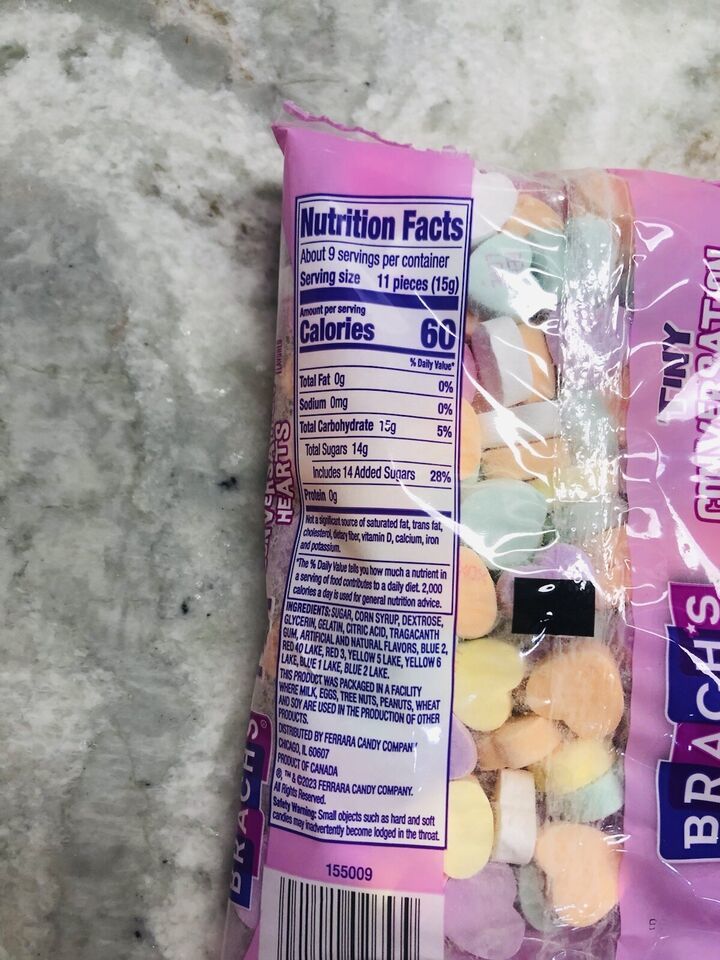 Nutrition Facts
About 9 servings per container
Serving size 11 pieces (15g)
Amount per serving
Calories 60
% Daily Value*
Total Fat 0g 0%
Sodium 0mg 0%
Total Carbohydrate 15g 5%
Total Sugars 14g
Includes 14 Added Sugars 28%
Protein 0g
Not a significant source of saturated fat, trans fat,
cholesterol, dietary fiber, vitamin D, calcium, iron
and potassium.
*The % Daily Value tells you how much a nutrient in
a serving of food contributes to a daily diet. 2,000
calories a day is used for general nutrition advice.
INGREDIENTS: SUGAR, CORN SYRUP, DEXTROSE,
GLYCERIN, GELATIN, CITRIC ACID, TRAGACANTH
GUM, ARTIFICIAL AND NATURAL FLAVORS, BLUE 2,
RED 40 LAKE, RED 3, YELLOW 5 LAKE, YELLOW 6
LAKE, BLUE 1 LAKE, BLUE 2 LAKE.
THIS PRODUCT WAS PACKAGED IN A FACILITY
WHERE MILK, EGGS, TREE NUTS, PEANUTS, WHEAT
AND SOY ARE USED IN THE PRODUCTION OF OTHER
PRODUCTS.
DISTRIBUTED BY FERRARA CANDY COMPANY
CHICAGO, IL 60607
PRODUCT OF CANADA
®, ™ & ©2023 FERRARA CANDY COMPANY.
All Rights Reserved.
Safety Warning: Small objects such as hard and soft
candies may inadvertently become lodged in the throat.
155009
HEARTS
BRACH'S
TINY
BRACH'S